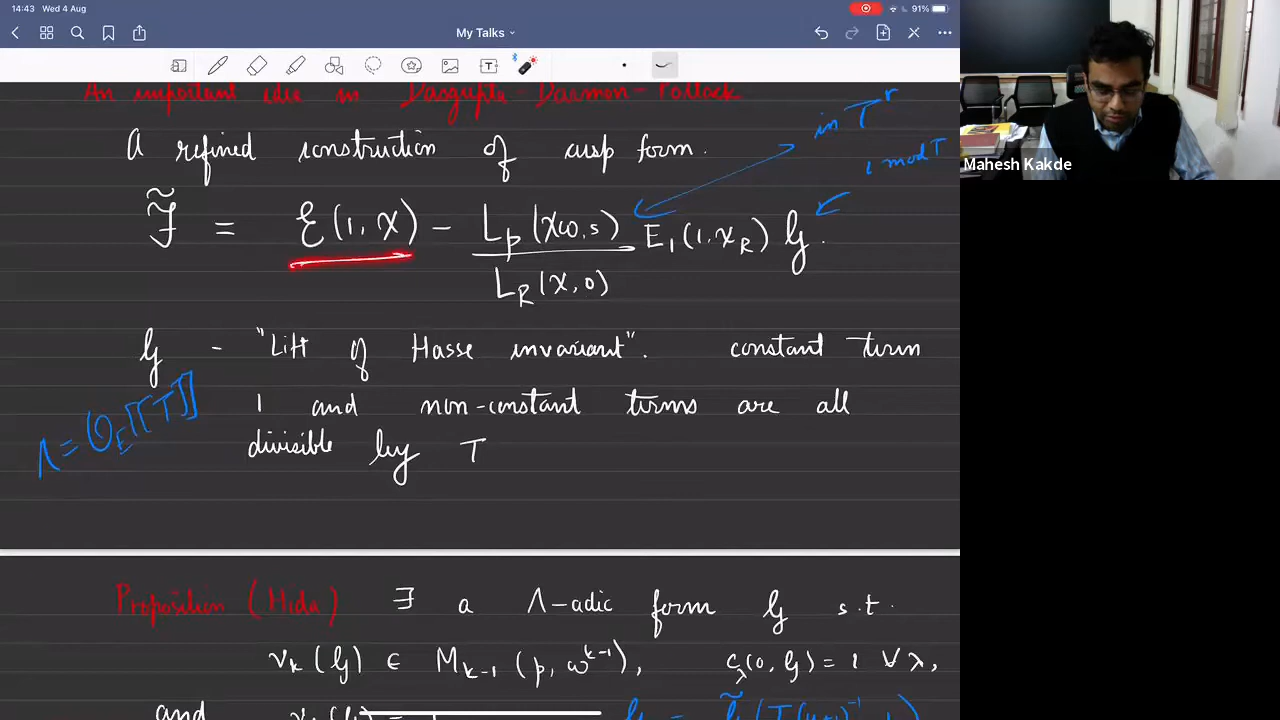 14:43 Wed 4 Aug
91%
My Talks
An important idea in Dasgupta-Darmon-Pollack
in T^r
A refined construction of cusp form.
1 mod T
\tilde{F} = E(1, χ) - L_p(χω, s) / L_R(χ, 0) E_1(1, χ_R) G.
G - "Lift of Hasse invariant". constant term
1 and non-constant terms are all
divisible by T
Λ = O_E[[T]]
Proposition (Hida) ∃ a Λ-adic form G s.t.
ν_k(G) ∈ M_{k-1}(p, ω^{k-1}), c_λ(0, G) = 1 ∀ λ,
and
Mahesh Kakde